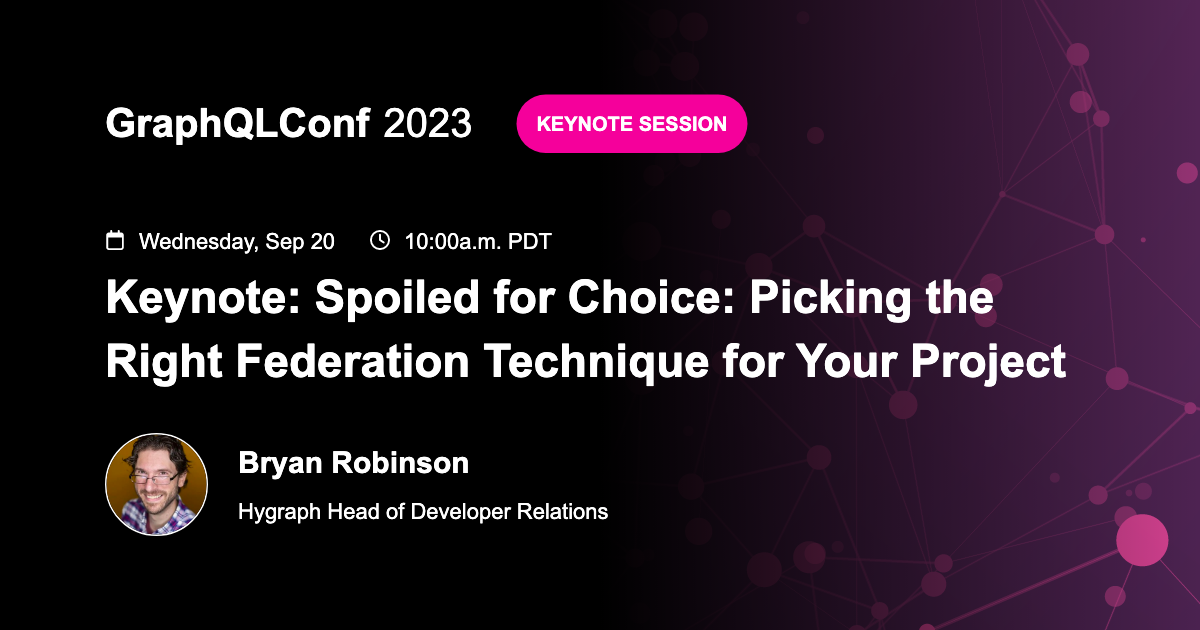 GraphQLConf 2023 KEYNOTE SESSION
Wednesday, Sep 20 10:00a.m. PDT
Keynote: Spoiled for Choice: Picking the
Right Federation Technique for Your Project
Bryan Robinson
Hygraph Head of Developer Relations